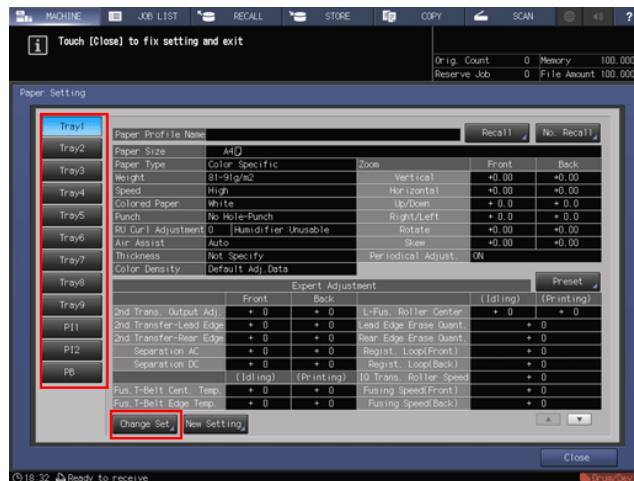 MACHINE JOB LIST RECALL STORE COPY SCAN ?
i Touch [Close] to fix setting and exit
Orig. Count 0 Memory 100.000
Reserve Job 0 File Amount 100.000
Paper Setting
Tray1
Tray2
Tray3
Tray4
Tray5
Tray6
Tray7
Tray8
Tray9
PI1
PI2
PB
Paper Profile Name Recall No. Recall
Paper Size A4
Paper Type Color Specific Zoom Front Back
Weight 81-91g/m2 Vertical +0.00 +0.00
Speed High Horizontal +0.00 +0.00
Colored Paper White Up/Down + 0.0 + 0.0
Punch No Hole-Punch Right/Left + 0.0 + 0.0
RU Curl Adjustment 0 Humidifier:Unusable Rotate +0.00 +0.00
Air Assist Auto Skew +0.00 +0.00
Thickness Not Specify Periodical Adjust. ON
Color Density Default Adj.Data
Expert Adjustment Preset
Front Back (Idling) (Printing)
2nd Trans. Output Adj. + 0 + 0 L-Fus. Roller Center + 0 + 0
2nd Transfer-Lead Edge + 0 + 0 Lead Edge Erase Quant. + 0
2nd Transfer-Rear Edge + 0 + 0 Rear Edge Erase Quant. + 0
Separation AC + 0 + 0 Regist. Loop(Front) + 0
Separation DC + 0 + 0 Regist. Loop(Back) + 0
(Idling) (Printing) IQ Trans. Roller Speed + 0
Fus.T-Belt Cent. Temp. + 0 + 0 Fusing Speed(Front) + 0
Fus.T-Belt Edge Temp. + 0 + 0 Fusing Speed(Back) + 0
Change Set New Setting
Close
18:32 Ready to receive Drum/Dev